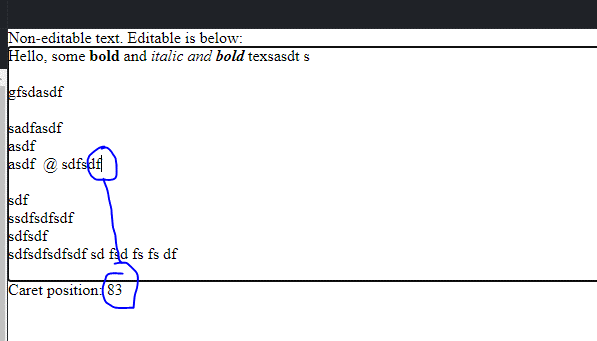 Non-editable text. Editable is below:
Hello, some bold and italic and bold texsasdt s
gfsdasdf
sadfasdf
asdf
asdf @ sdfsdf
sdf
ssdfsdfsdf
sdfsdf
sdfsdfsdfsdf sd fsd fs fs df
Caret position: 83